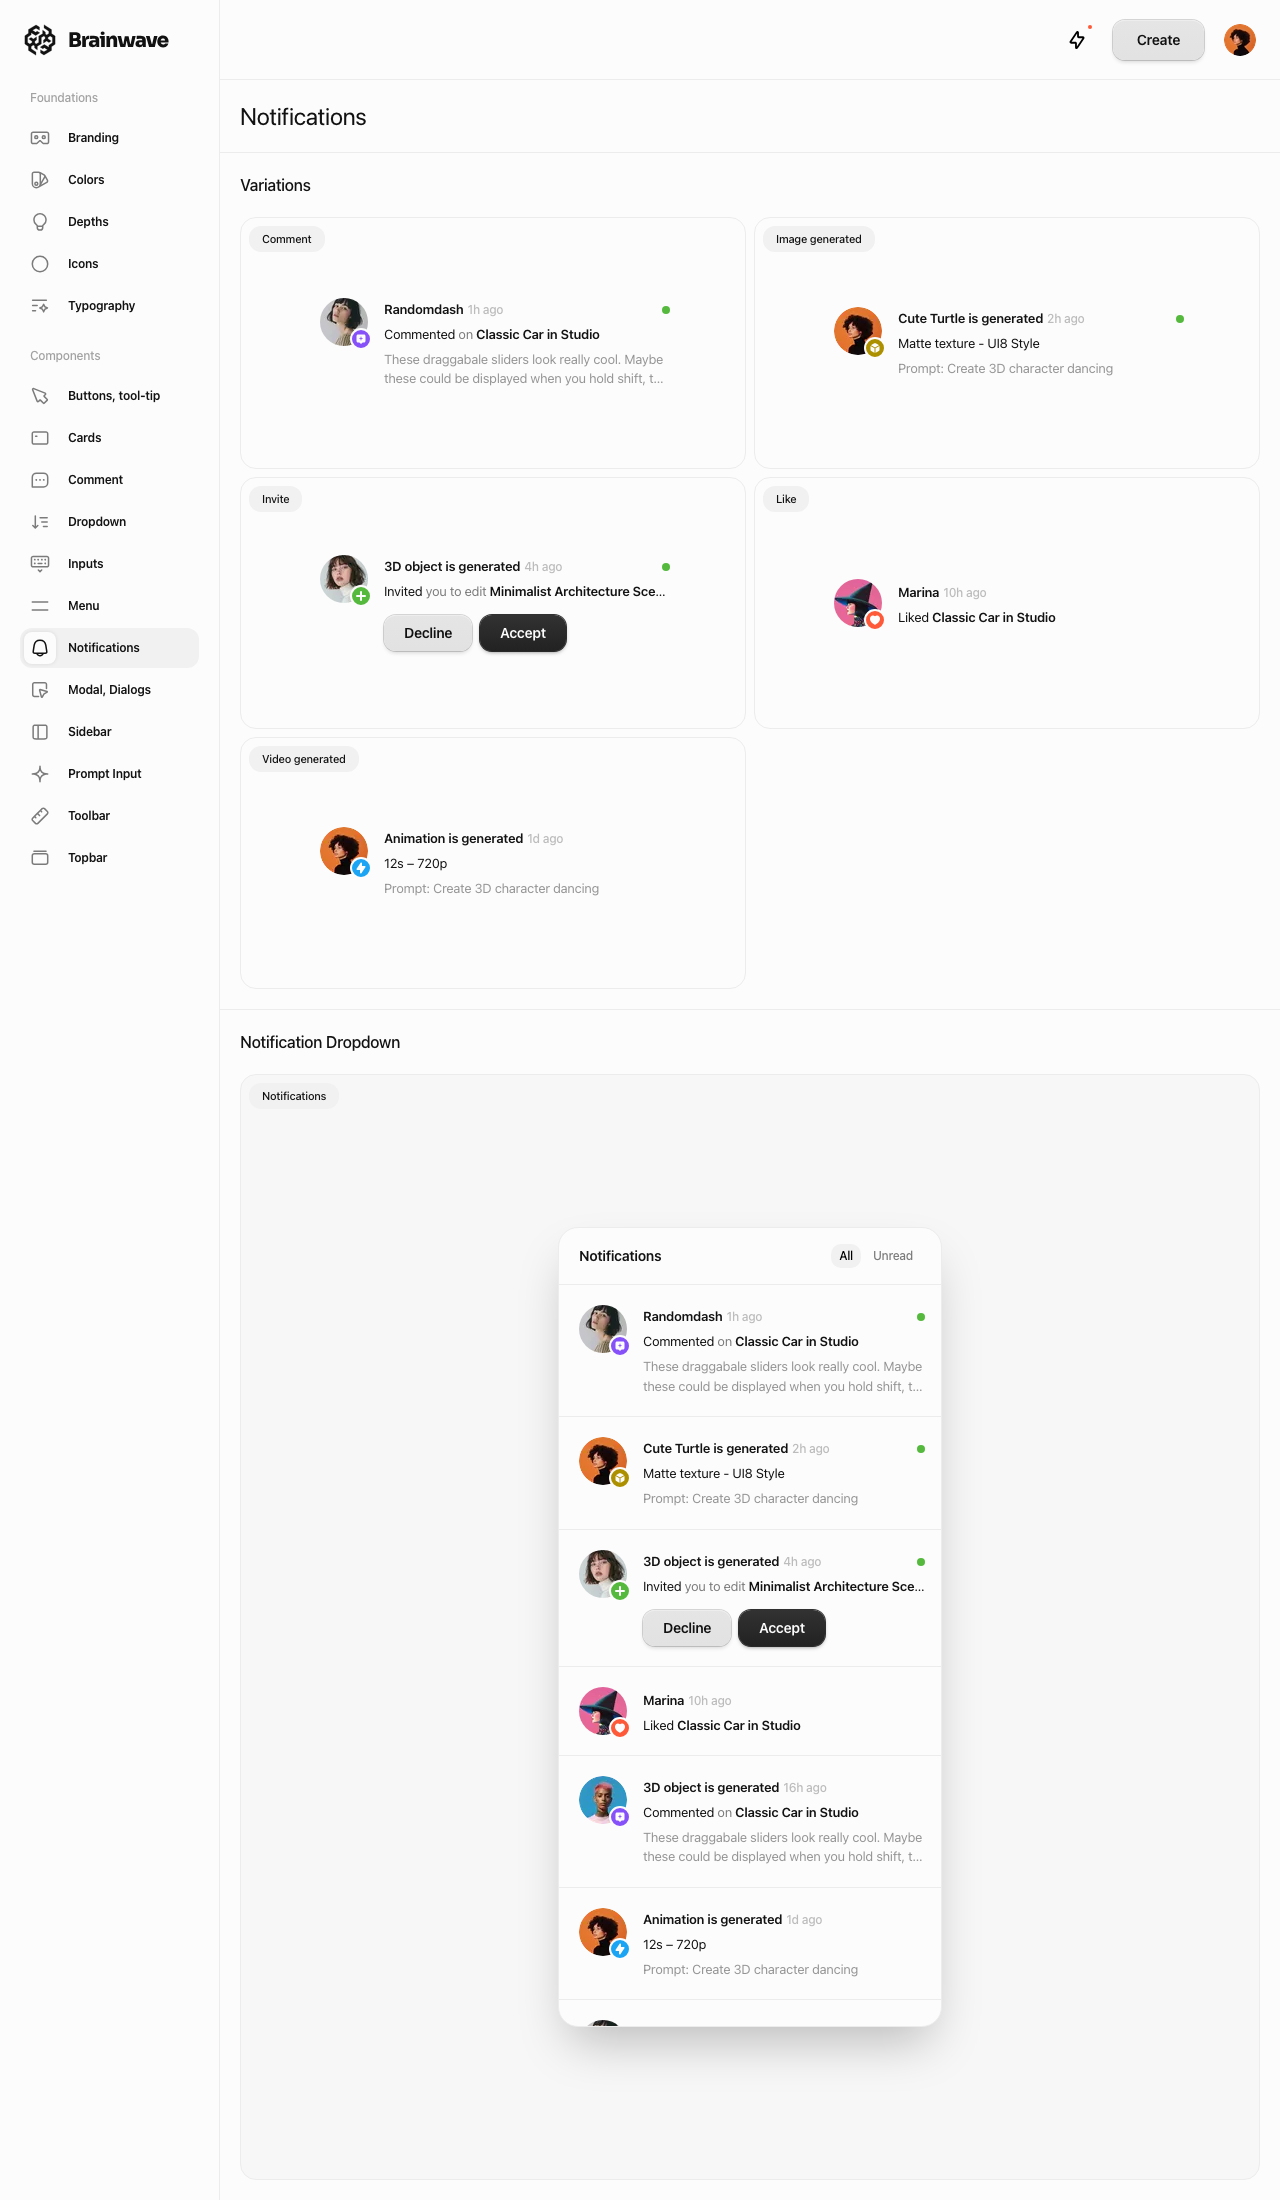 Brainwave
Create
Foundations
Branding
Colors
Depths
Icons
Typography
Components
Buttons, tool-tip
Cards
Comment
Dropdown
Inputs
Menu
Notifications
Modal, Dialogs
Sidebar
Prompt Input
Toolbar
Topbar
Notifications
Variations
Comment
Randomdash 1h ago
Commented on Classic Car in Studio
These draggabale sliders look really cool. Maybe
these could be displayed when you hold shift, t...
Image generated
Cute Turtle is generated 2h ago
Matte texture - UI8 Style
Prompt: Create 3D character dancing
Invite
3D object is generated 4h ago
Invited you to edit Minimalist Architecture Sce...
Decline
Accept
Like
Marina 10h ago
Liked Classic Car in Studio
Video generated
Animation is generated 1d ago
12s – 720p
Prompt: Create 3D character dancing
Notification Dropdown
Notifications
Notifications
All
Unread
Randomdash 1h ago
Commented on Classic Car in Studio
These draggabale sliders look really cool. Maybe
these could be displayed when you hold shift, t...
Cute Turtle is generated 2h ago
Matte texture - UI8 Style
Prompt: Create 3D character dancing
3D object is generated 4h ago
Invited you to edit Minimalist Architecture Sce...
Decline
Accept
Marina 10h ago
Liked Classic Car in Studio
3D object is generated 16h ago
Commented on Classic Car in Studio
These draggabale sliders look really cool. Maybe
these could be displayed when you hold shift, t...
Animation is generated 1d ago
12s – 720p
Prompt: Create 3D character dancing